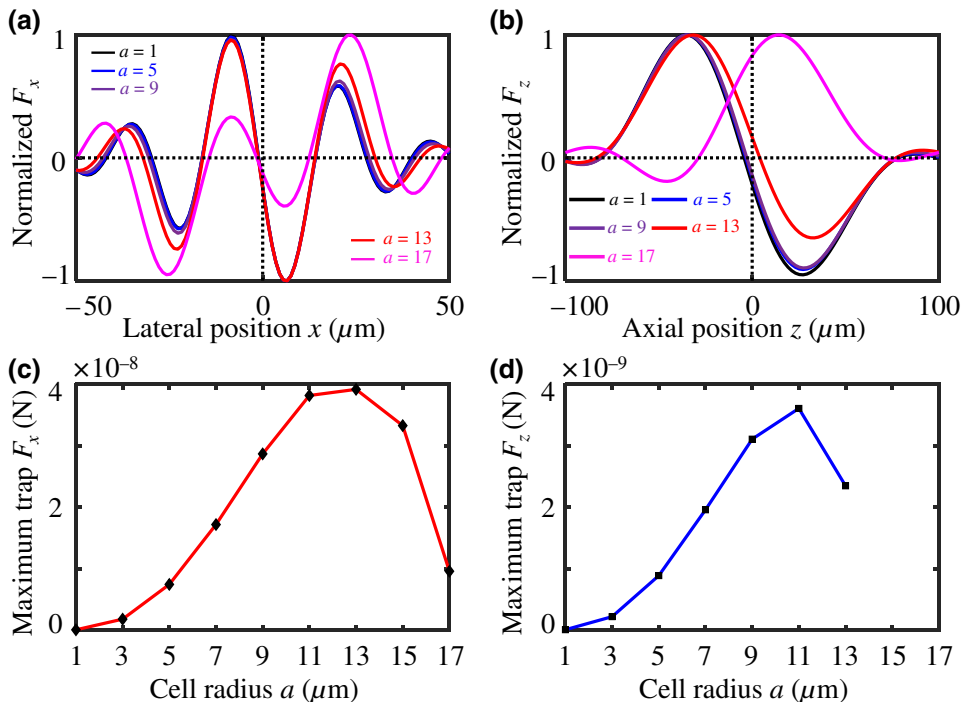 (a)
Normalized Fₓ
1
0
−1
a = 1
a = 5
a = 9
a = 13
a = 17
−50
0
50
Lateral position x (μm)
(b)
Normalized F_z
1
0
−1
a = 1
a = 5
a = 9
a = 13
a = 17
−100
0
100
Axial position z (μm)
(c)
×10⁻⁸
Maximum trap Fₓ (N)
4
2
0
1 3 5 7 9 11 13 15 17
Cell radius a (μm)
(d)
×10⁻⁹
Maximum trap F_z (N)
4
2
0
1 3 5 7 9 11 13 15 17
Cell radius a (μm)